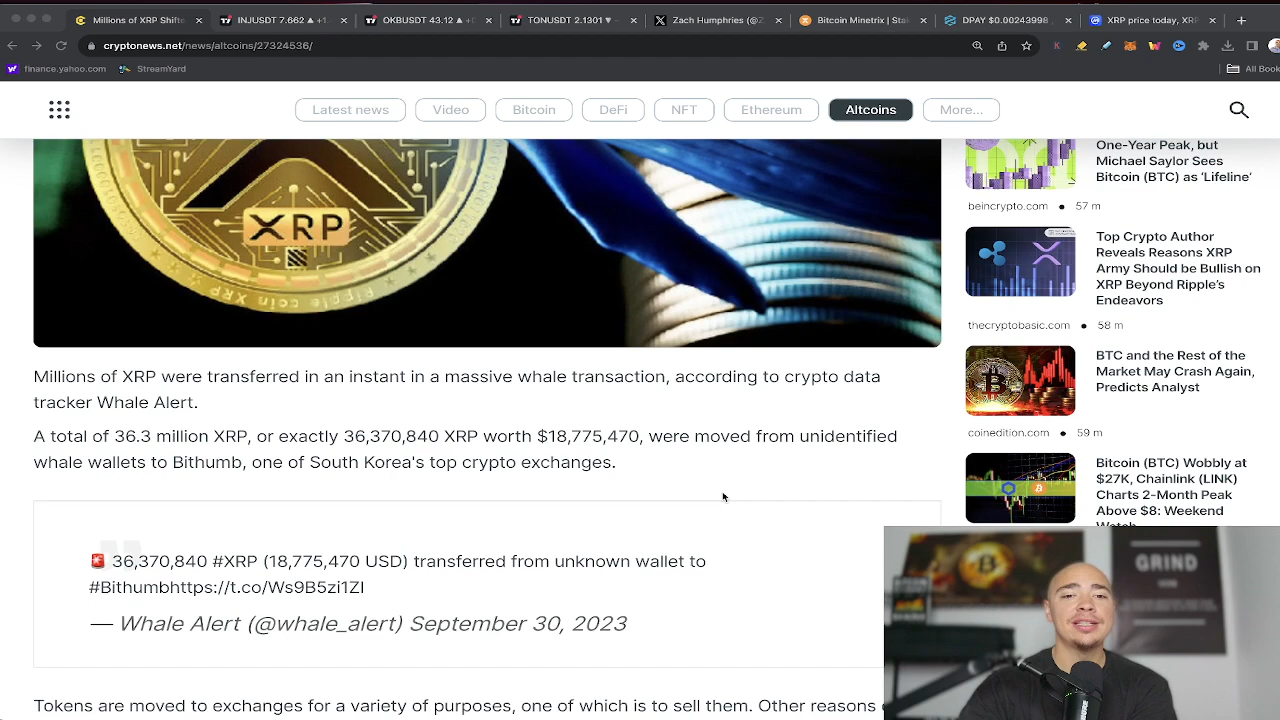 Millions of XRP Shifte
INJUSDT 7.662 ▲ +1
OKBUSDT 43.12 ▲ +0
TONUSDT 2.1301 ▼
Zach Humphries (@Z
Bitcoin Minetrix | Stak
DPAY $0.00243998
XRP price today, XRP
cryptonews.net/news/altcoins/27324536/
finance.yahoo.com
StreamYard
All Book
Latest news
Video
Bitcoin
DeFi
NFT
Ethereum
Altcoins
More...
XRP
Ripple coin XRP
Millions of XRP were transferred in an instant in a massive whale transaction, according to crypto data
tracker Whale Alert.
A total of 36.3 million XRP, or exactly 36,370,840 XRP worth $18,775,470, were moved from unidentified
whale wallets to Bithumb, one of South Korea's top crypto exchanges.
🚨 36,370,840 #XRP (18,775,470 USD) transferred from unknown wallet to
#Bithumbhttps://t.co/Ws9B5zi1ZI
— Whale Alert (@whale_alert) September 30, 2023
Tokens are moved to exchanges for a variety of purposes, one of which is to sell them. Other reasons
One-Year Peak, but
Michael Saylor Sees
Bitcoin (BTC) as ‘Lifeline’
beincrypto.com ● 57 m
Top Crypto Author
Reveals Reasons XRP
Army Should be Bullish on
XRP Beyond Ripple’s
Endeavors
thecryptobasic.com ● 58 m
BTC and the Rest of the
Market May Crash Again,
Predicts Analyst
coinedition.com ● 59 m
Bitcoin (BTC) Wobbly at
$27K, Chainlink (LINK)
Charts 2-Month Peak
Above $8: Weekend
Watch
GRIND